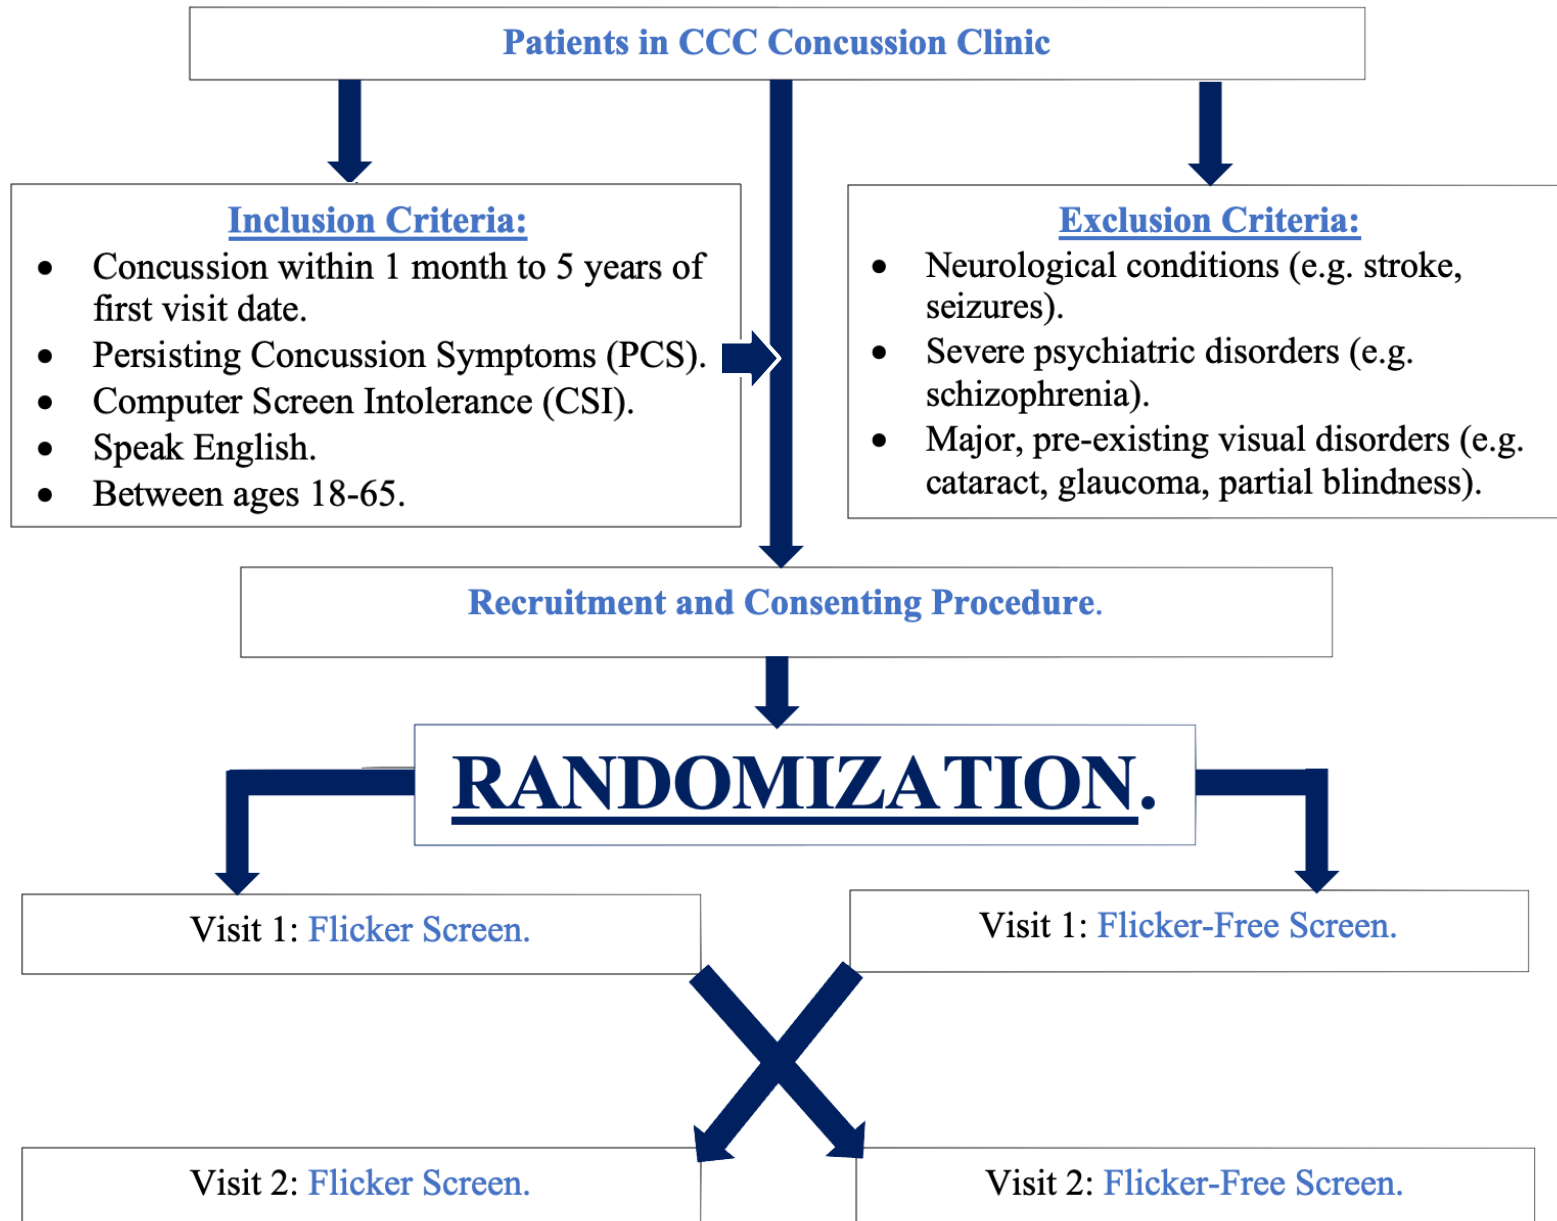 Patients in CCC Concussion Clinic
Inclusion Criteria:
• Concussion within 1 month to 5 years of
first visit date.
• Persisting Concussion Symptoms (PCS).
• Computer Screen Intolerance (CSI).
• Speak English.
• Between ages 18-65.
Exclusion Criteria:
• Neurological conditions (e.g. stroke,
seizures).
• Severe psychiatric disorders (e.g.
schizophrenia).
• Major, pre-existing visual disorders (e.g.
cataract, glaucoma, partial blindness).
Recruitment and Consenting Procedure.
RANDOMIZATION.
Visit 1: Flicker Screen.
Visit 1: Flicker-Free Screen.
Visit 2: Flicker Screen.
Visit 2: Flicker-Free Screen.